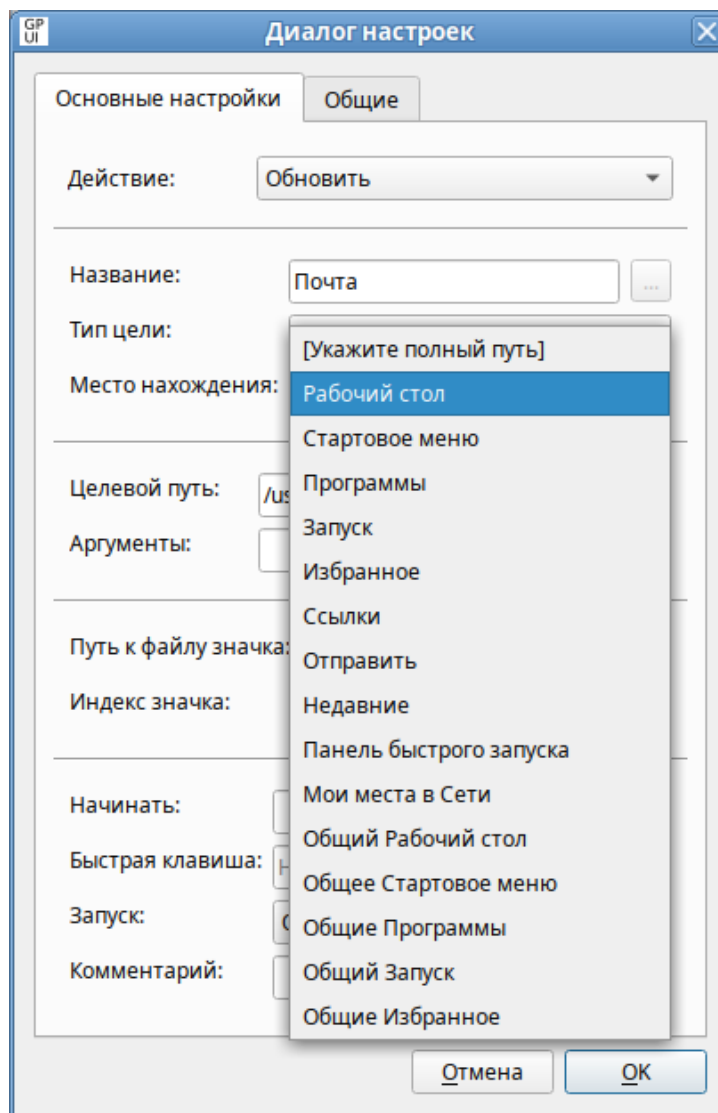 GP
UI
Диалог настроек
Основные настройки
Общие
Действие:
Обновить
Название:
Почта
...
Тип цели:
[Укажите полный путь]
Место нахождения:
Рабочий стол
Стартовое меню
Целевой путь:
Программы
Аргументы:
Запуск
Избранное
Ссылки
Путь к файлу значка:
Отправить
Индекс значка:
Недавние
Панель быстрого запуска
Начинать:
Мои места в Сети
Общий Рабочий стол
Быстрая клавиша:
Общее Стартовое меню
Запуск:
Общие Программы
Комментарий:
Общий Запуск
Общие Избранное
Отмена
OK